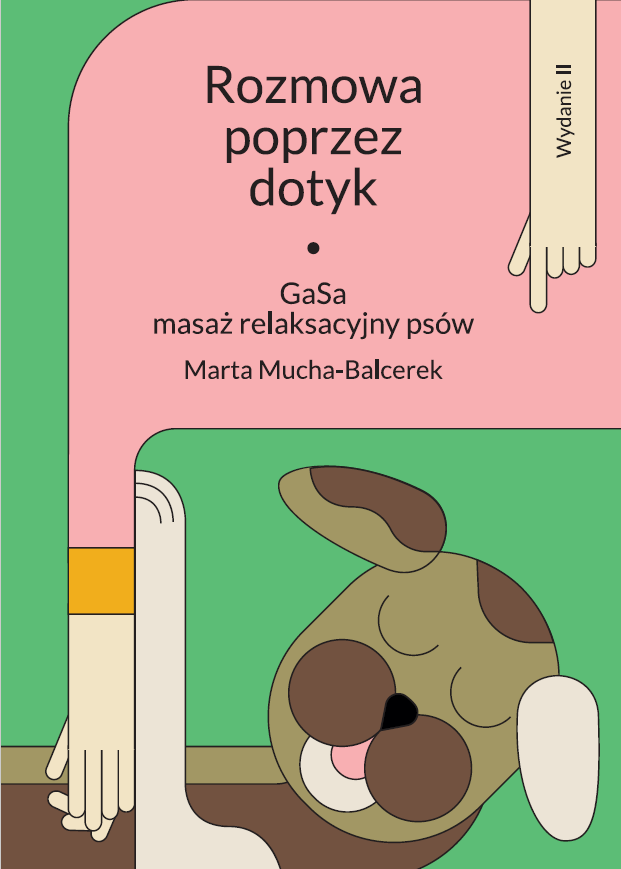 Rozmowa
poprzez
dotyk
•
GaSa
masaż relaksacyjny psów
Marta Mucha-Balcerek
Wydanie II